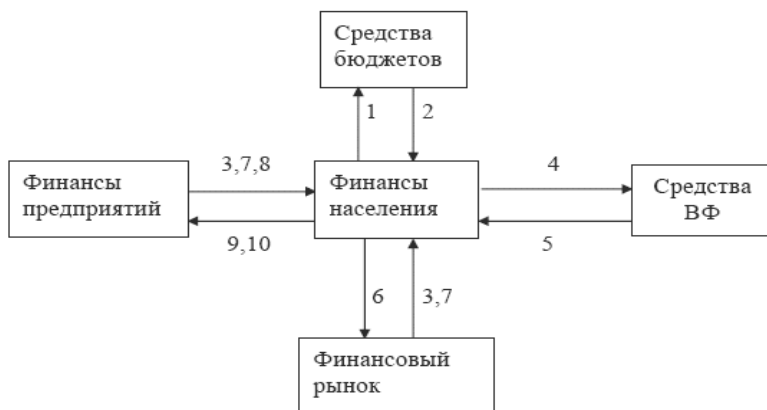 Средства
бюджетов
1
2
3,7,8
4
Финансы
предприятий
Финансы
населения
Средства
ВФ
9,10
5
6
3,7
Финансовый
рынок